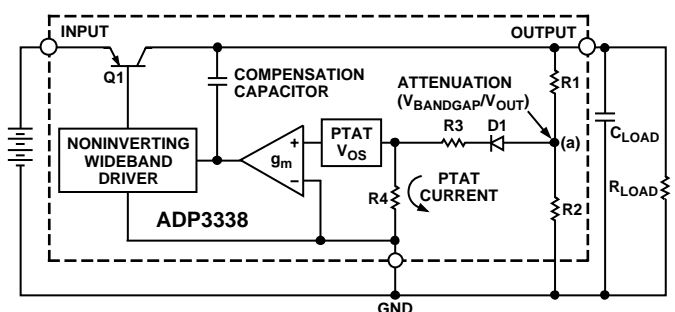 INPUT
OUTPUT
Q1
COMPENSATION
CAPACITOR
ATTENUATION
(VBANDGAP/VOUT)
R1
R3
D1
(a)
CLOAD
NONINVERTING
WIDEBAND
DRIVER
gm
+
−
PTAT
VOS
R4
PTAT
CURRENT
R2
RLOAD
ADP3338
GND